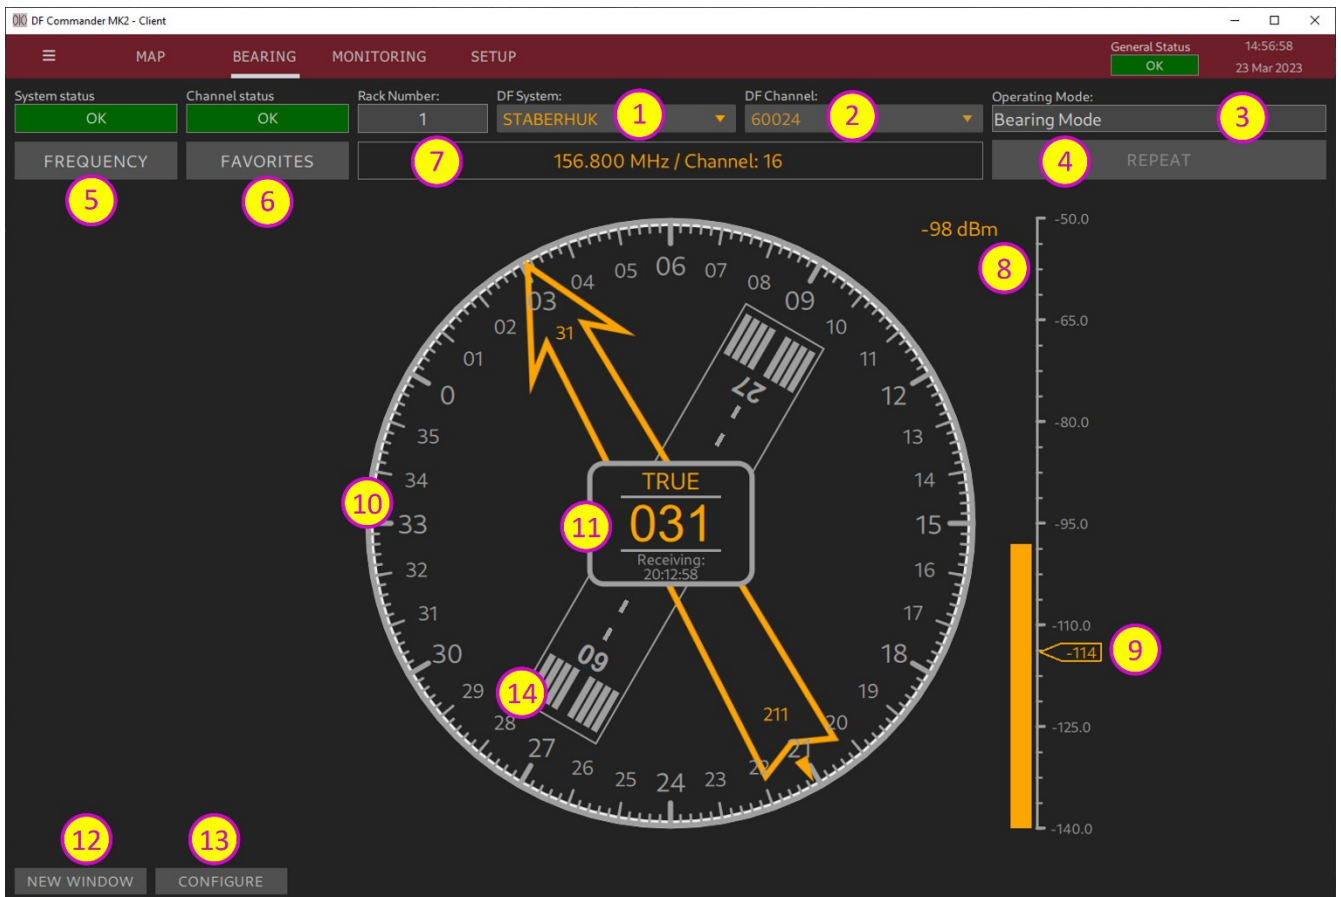 DF Commander MK2 - Client
MAP BEARING MONITORING SETUP
General Status 14:56:58
OK 23 Mar 2023
System status Channel status Rack Number: DF System: DF Channel: Operating Mode:
OK OK 1 STABERHUK 1 60024 2 Bearing Mode 3
FREQUENCY FAVORITES 7 156.800 MHz / Channel: 16 4 REPEAT
5 6
-98 dBm -50.0
8
05 06 07
04 08
03 09
02 31 10 -65.0
01 11
27
0 12
-80.0
35 13
34 TRUE 14
10
33 11 031 15 -95.0
Receiving:
20:12:58
32 16
31 17
-110.0
30 09 18 -114 9
29 14 19
28 211 20
-125.0
27 21
26 22
25 24 23
12 13 -140.0
NEW WINDOW CONFIGURE